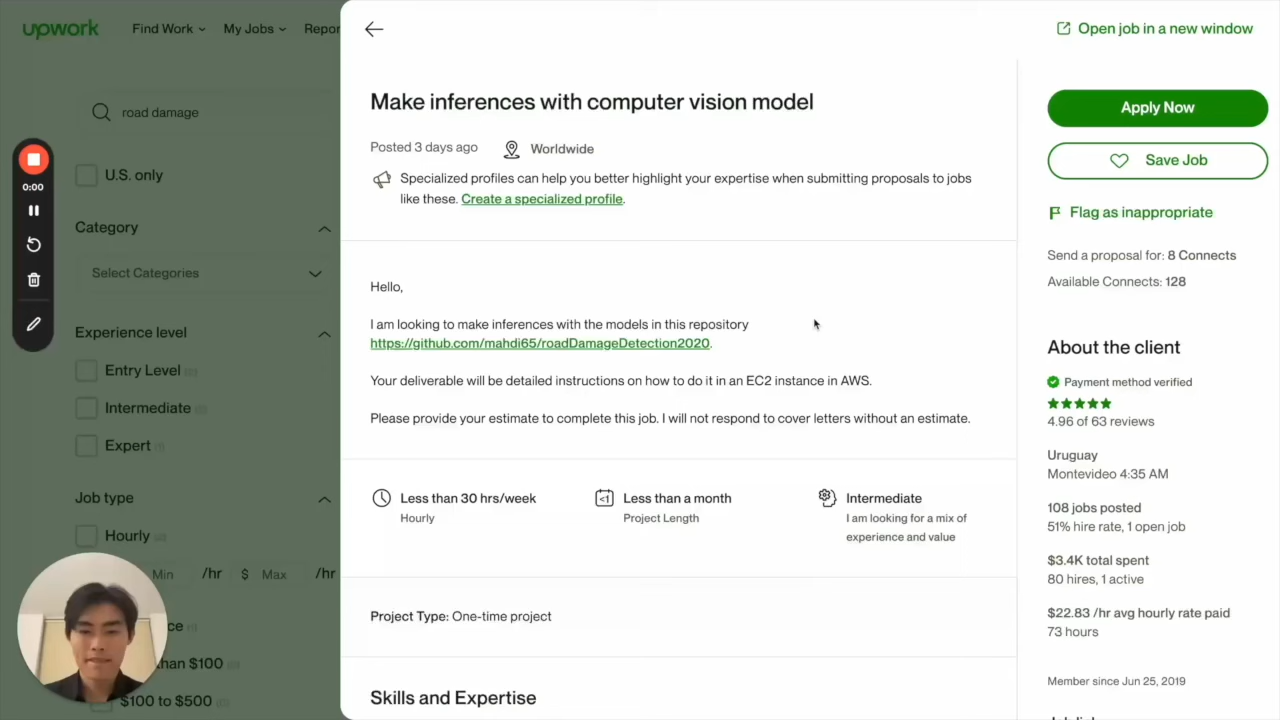 upwork
Find Work
My Jobs
Repor
Open job in a new window
road damage
U.S. only
Category
Select Categories
Experience level
Entry Level
Intermediate
Expert
Job type
Hourly
Min /hr $ Max /hr
ce
han $100
$100 to $500
0:00
Make inferences with computer vision model
Posted 3 days ago
Worldwide
Specialized profiles can help you better highlight your expertise when submitting proposals to jobs
like these. Create a specialized profile.
Hello,
I am looking to make inferences with the models in this repository
https://github.com/mahdi65/roadDamageDetection2020.
Your deliverable will be detailed instructions on how to do it in an EC2 instance in AWS.
Please provide your estimate to complete this job. I will not respond to cover letters without an estimate.
Less than 30 hrs/week
Hourly
<1
Less than a month
Project Length
Intermediate
I am looking for a mix of
experience and value
Project Type: One-time project
Skills and Expertise
Apply Now
Save Job
Flag as inappropriate
Send a proposal for: 8 Connects
Available Connects: 128
About the client
Payment method verified
4.96 of 63 reviews
Uruguay
Montevideo 4:35 AM
108 jobs posted
51% hire rate, 1 open job
$3.4K total spent
80 hires, 1 active
$22.83 /hr avg hourly rate paid
73 hours
Member since Jun 25, 2019